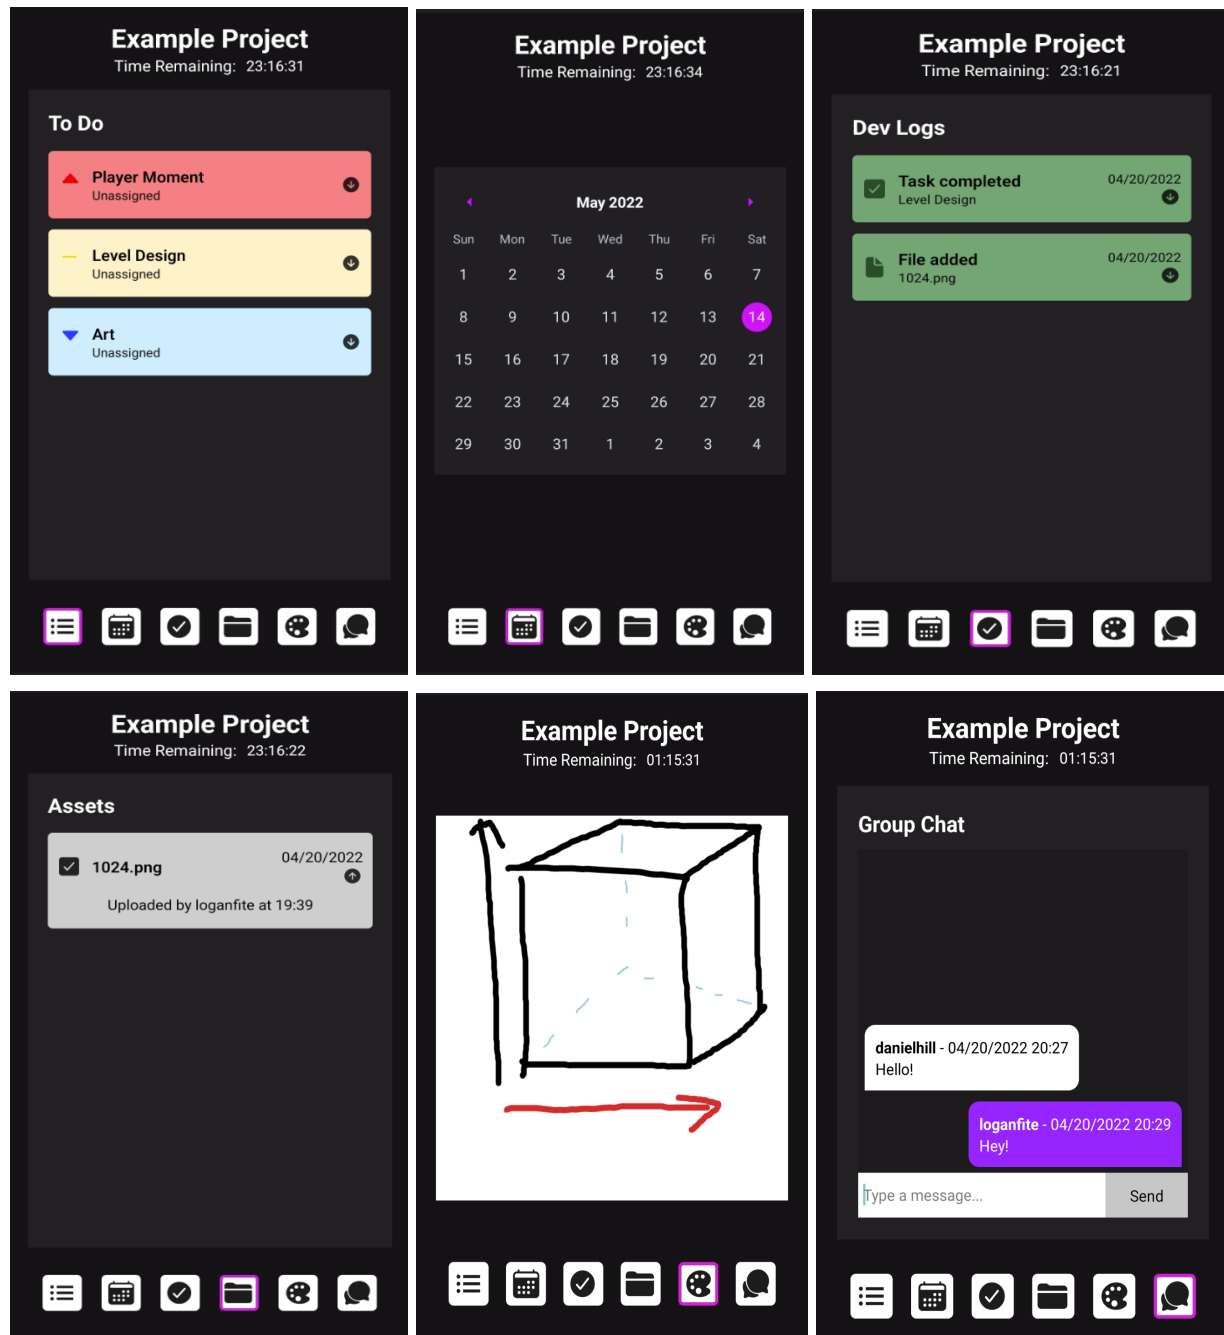 Example Project
Time Remaining: 23:16:31
To Do
Player Moment
Unassigned
Level Design
Unassigned
Art
Unassigned
Example Project
Time Remaining: 23:16:34
May 2022
Sun Mon Tue Wed Thu Fri Sat
1 2 3 4 5 6 7
8 9 10 11 12 13 14
15 16 17 18 19 20 21
22 23 24 25 26 27 28
29 30 31 1 2 3 4
Example Project
Time Remaining: 23:16:21
Dev Logs
Task completed 04/20/2022
Level Design
File added 04/20/2022
1024.png
Example Project
Time Remaining: 23:16:22
Assets
1024.png 04/20/2022
Uploaded by loganfite at 19:39
Example Project
Time Remaining: 01:15:31
Example Project
Time Remaining: 01:15:31
Group Chat
danielhill - 04/20/2022 20:27
Hello!
loganfite - 04/20/2022 20:29
Hey!
Type a message... Send